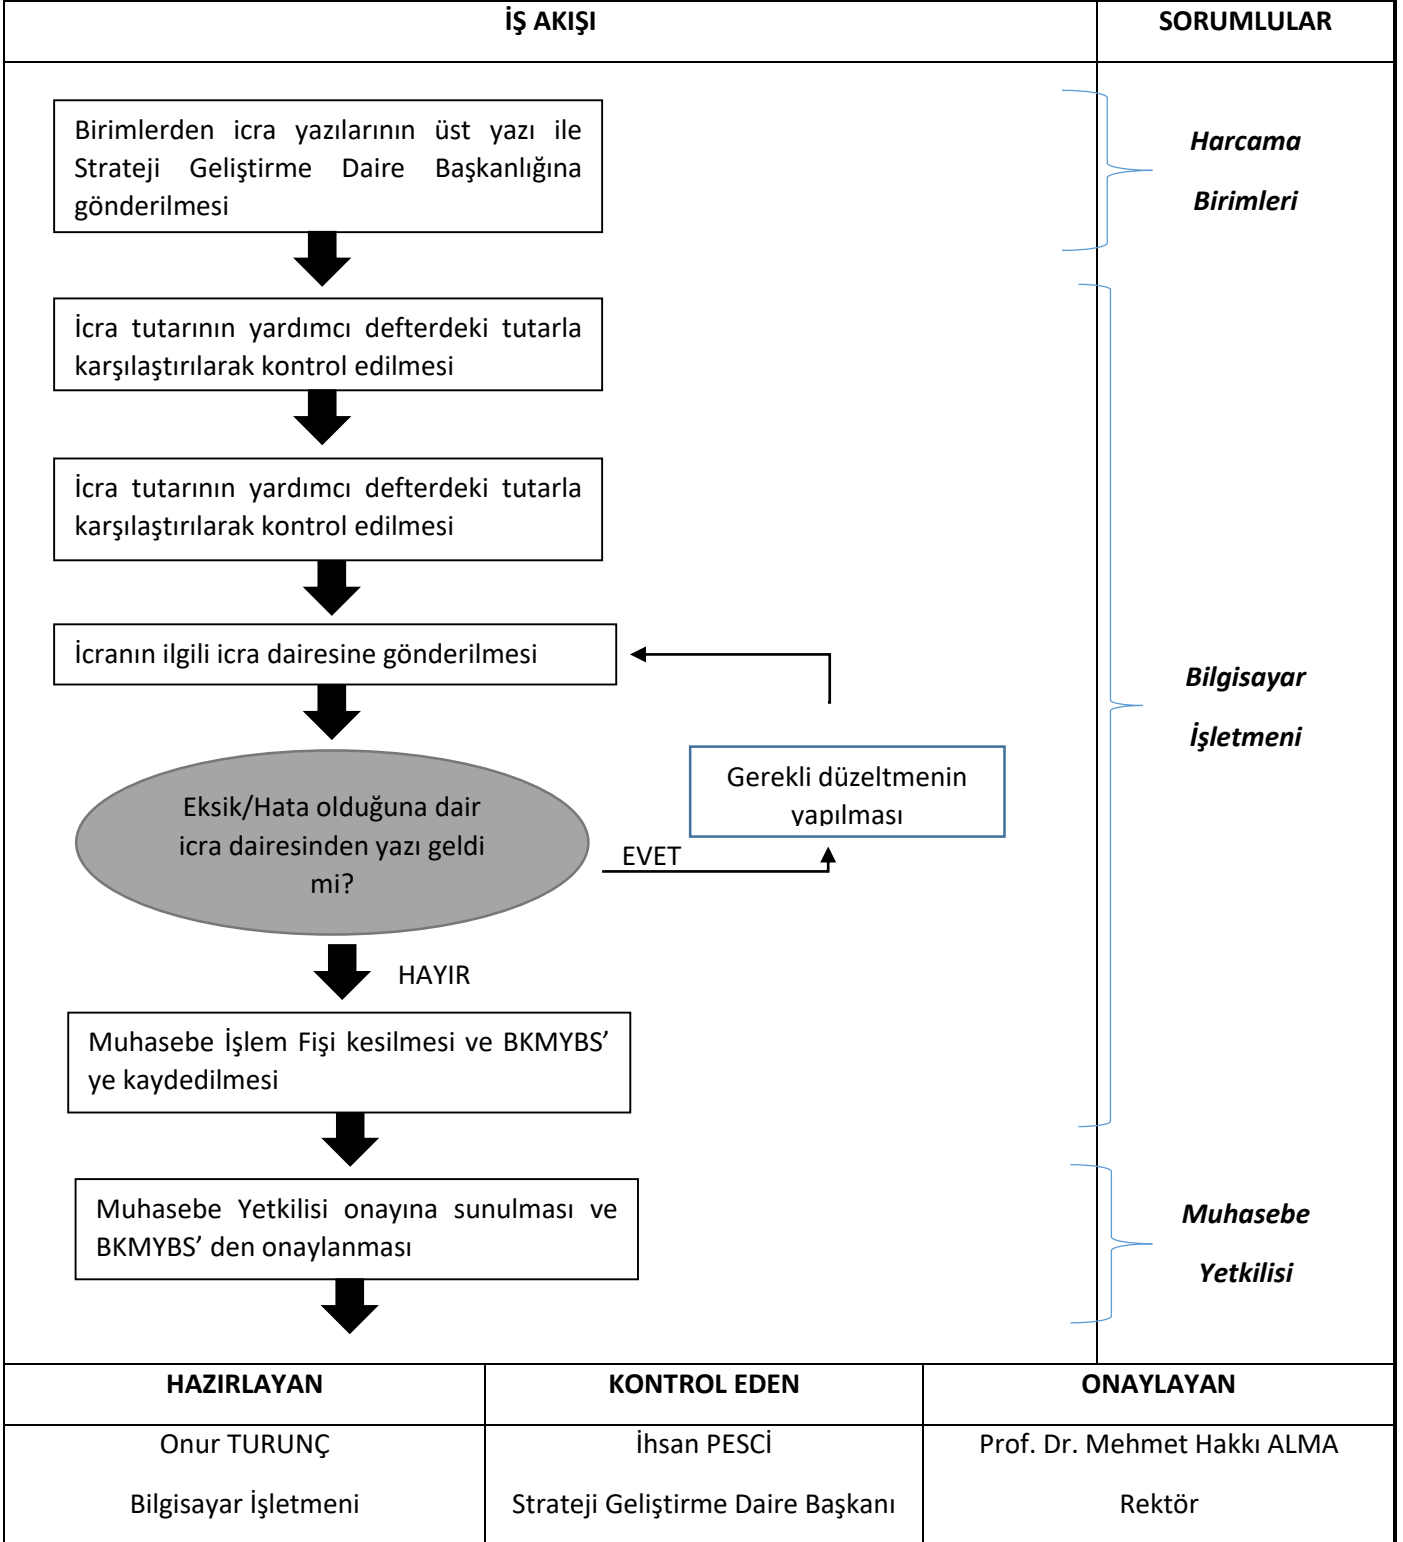 İŞ AKIŞI
SORUMLULAR
Birimlerden icra yazılarının üst yazı ile
Strateji Geliştirme Daire Başkanlığına
gönderilmesi
Harcama
Birimleri
İcra tutarının yardımcı defterdeki tutarla
karşılaştırılarak kontrol edilmesi
İcra tutarının yardımcı defterdeki tutarla
karşılaştırılarak kontrol edilmesi
İcranın ilgili icra dairesine gönderilmesi
Bilgisayar
İşletmeni
Gerekli düzeltmenin
yapılması
Eksik/Hata olduğuna dair
icra dairesinden yazı geldi
mi?
EVET
HAYIR
Muhasebe İşlem Fişi kesilmesi ve BKMYBS’
ye kaydedilmesi
Muhasebe Yetkilisi onayına sunulması ve
BKMYBS’ den onaylanması
Muhasebe
Yetkilisi
HAZIRLAYAN
KONTROL EDEN
ONAYLAYAN
Onur TURUNÇ
İhsan PESCİ
Prof. Dr. Mehmet Hakkı ALMA
Bilgisayar İşletmeni
Strateji Geliştirme Daire Başkanı
Rektör